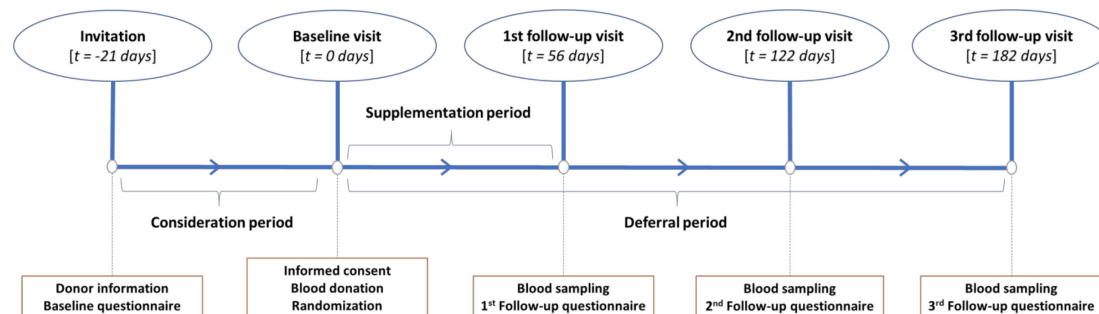 Invitation
[t = -21 days]
Baseline visit
[t = 0 days]
1st follow-up visit
[t = 56 days]
2nd follow-up visit
[t = 122 days]
3rd follow-up visit
[t = 182 days]
Supplementation period
Consideration period
Deferral period
Donor information
Baseline questionnaire
Informed consent
Blood donation
Randomization
Blood sampling
1st Follow-up questionnaire
Blood sampling
2nd Follow-up questionnaire
Blood sampling
3rd Follow-up questionnaire